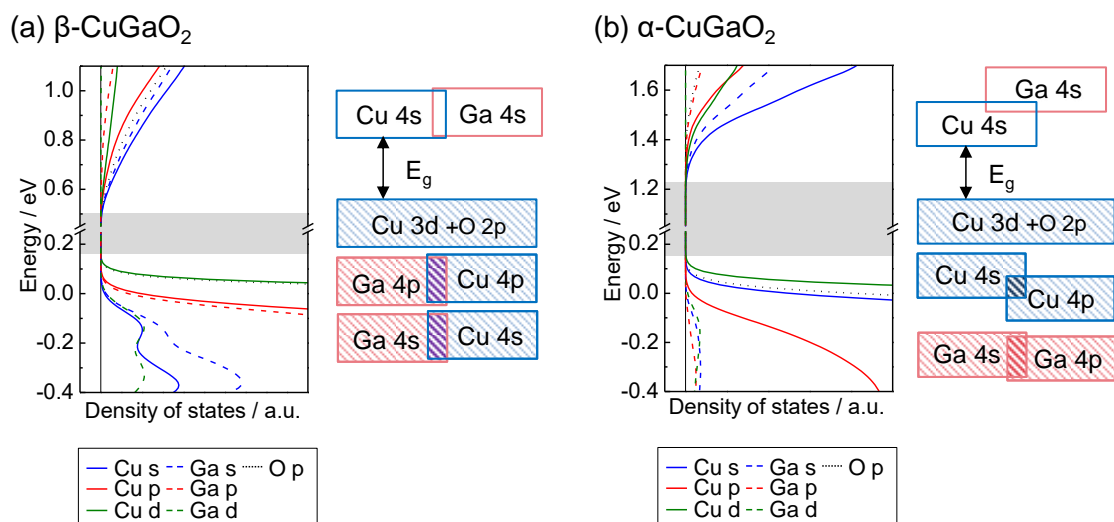 (a) β-CuGaO₂
Energy / eV
1.0
0.8
0.6
0.2
0.0
-0.2
-0.4
Density of states / a.u.
Cu 4s
Ga 4s
E_g
Cu 3d +O 2p
Ga 4p
Cu 4p
Ga 4s
Cu 4s
Cu s
Ga s
O p
Cu p
Ga p
Cu d
Ga d
(b) α-CuGaO₂
Energy / eV
1.6
1.4
1.2
0.2
0.0
-0.2
-0.4
Density of states / a.u.
Ga 4s
Cu 4s
E_g
Cu 3d +O 2p
Cu 4s
Cu 4p
Ga 4s
Ga 4p
Cu s
Ga s
O p
Cu p
Ga p
Cu d
Ga d